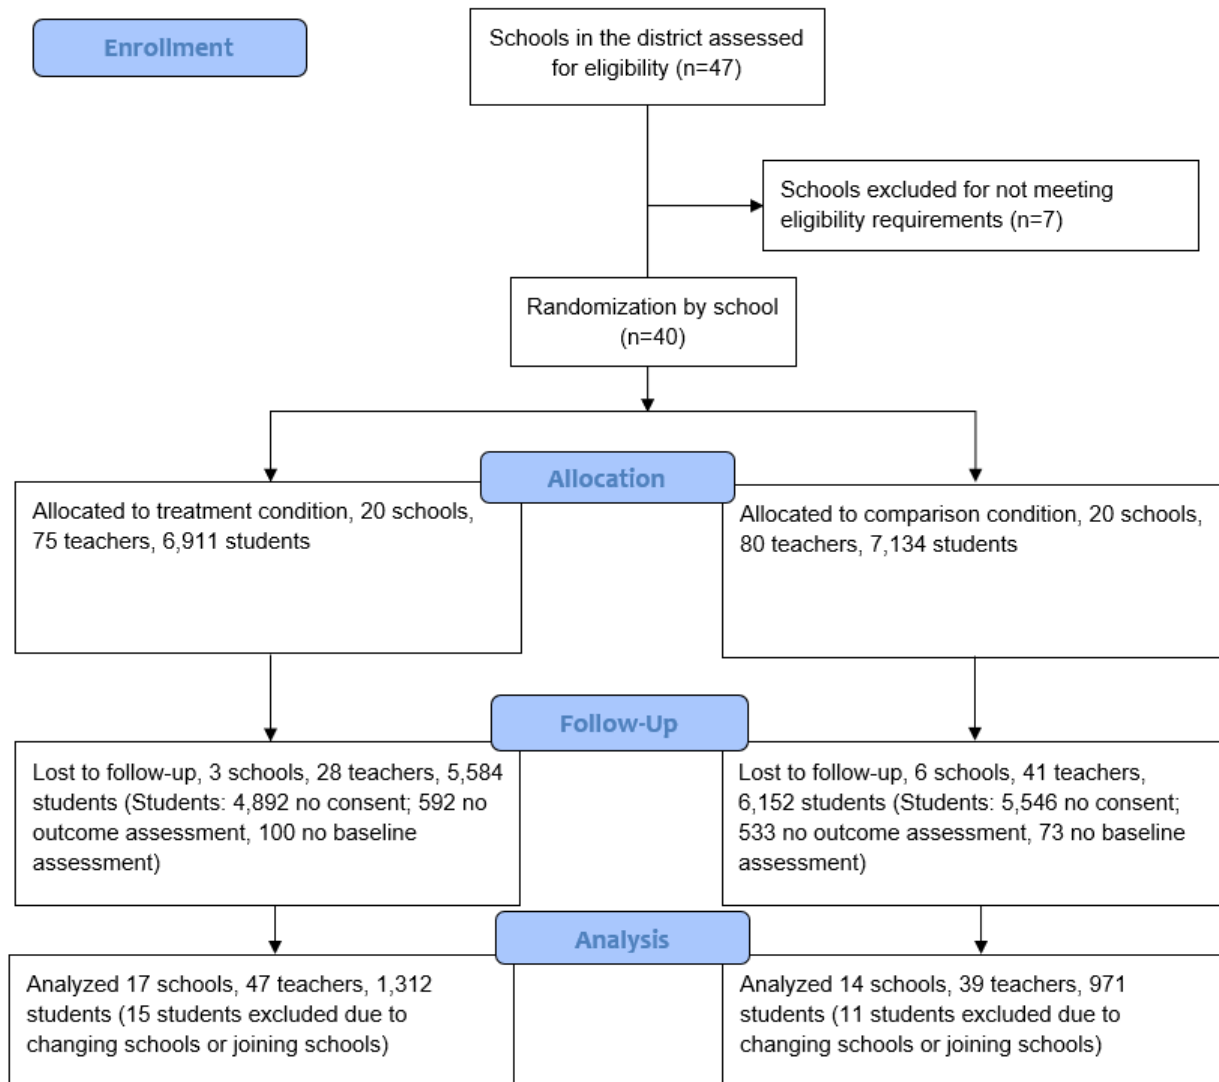 Enrollment
Schools in the district assessed
for eligibility (n=47)
Schools excluded for not meeting
eligibility requirements (n=7)
Randomization by school
(n=40)
Allocation
Allocated to treatment condition, 20 schools,
75 teachers, 6,911 students
Allocated to comparison condition, 20 schools,
80 teachers, 7,134 students
Follow-Up
Lost to follow-up, 3 schools, 28 teachers, 5,584
students (Students: 4,892 no consent; 592 no
outcome assessment, 100 no baseline
assessment)
Lost to follow-up, 6 schools, 41 teachers,
6,152 students (Students: 5,546 no consent;
533 no outcome assessment, 73 no baseline
assessment)
Analysis
Analyzed 17 schools, 47 teachers, 1,312
students (15 students excluded due to
changing schools or joining schools)
Analyzed 14 schools, 39 teachers, 971
students (11 students excluded due to
changing schools or joining schools)